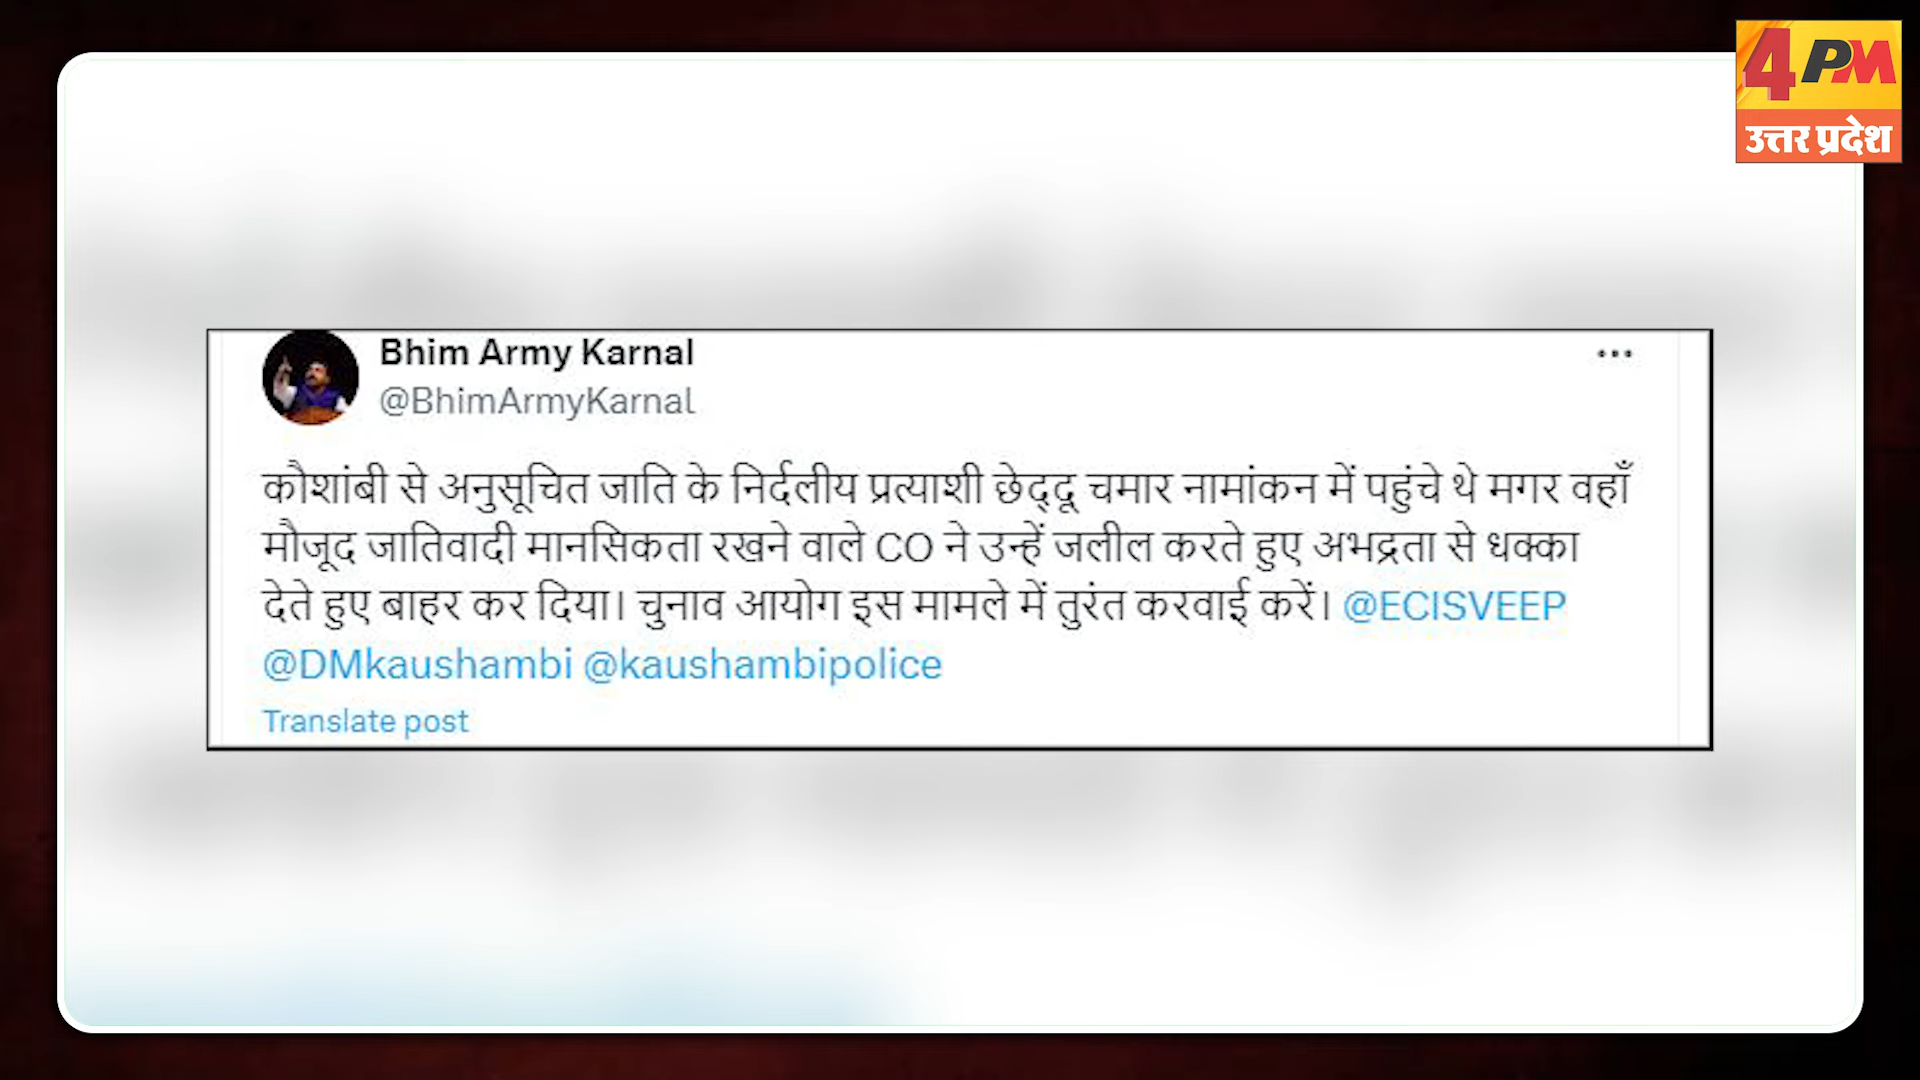 4PM
उत्तर प्रदेश
Bhim Army Karnal
@BhimArmyKarnal
कौशांबी से अनुसूचित जाति के निर्दलीय प्रत्याशी छेद्दू चमार नामांकन में पहुंचे थे मगर वहाँ
मौजूद जातिवादी मानसिकता रखने वाले CO ने उन्हें जलील करते हुए अभद्रता से धक्का
देते हुए बाहर कर दिया। चुनाव आयोग इस मामले में तुरंत करवाई करें। @ECISVEEP
@DMkaushambi @kaushambipolice
Translate post